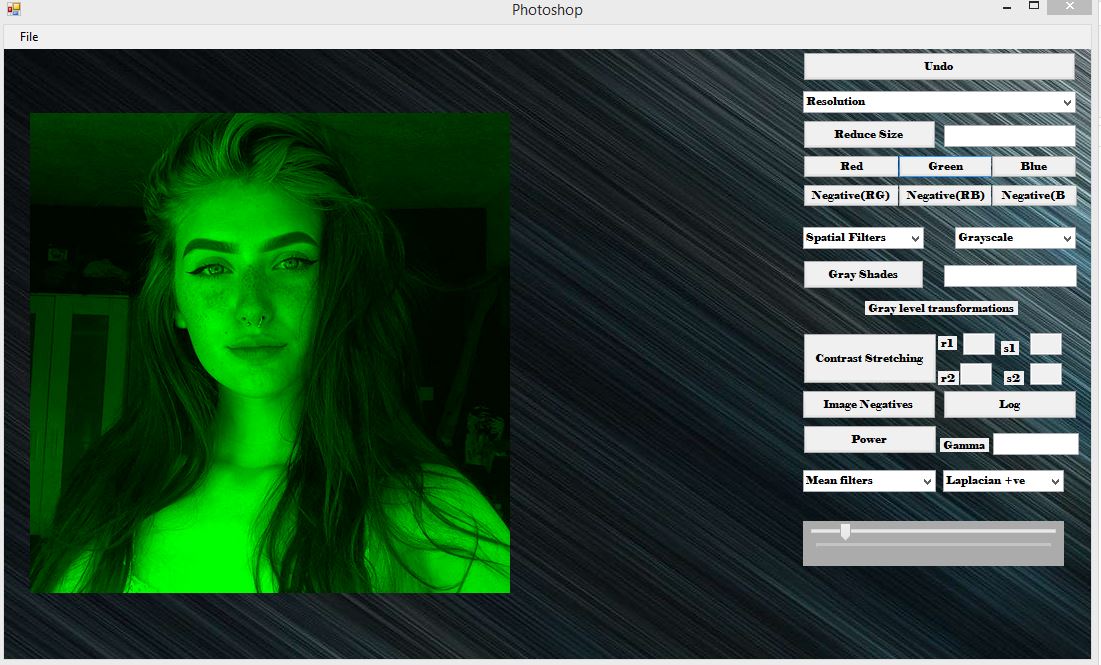 Photoshop
File
Undo
Resolution
Reduce Size
Red Green Blue
Negative(RG) Negative(RB) Negative(B
Spatial Filters Grayscale
Gray Shades
Gray level transformations
Contrast Stretching r1 s1
r2 s2
Image Negatives Log
Power Gamma
Mean filters Laplacian +ve